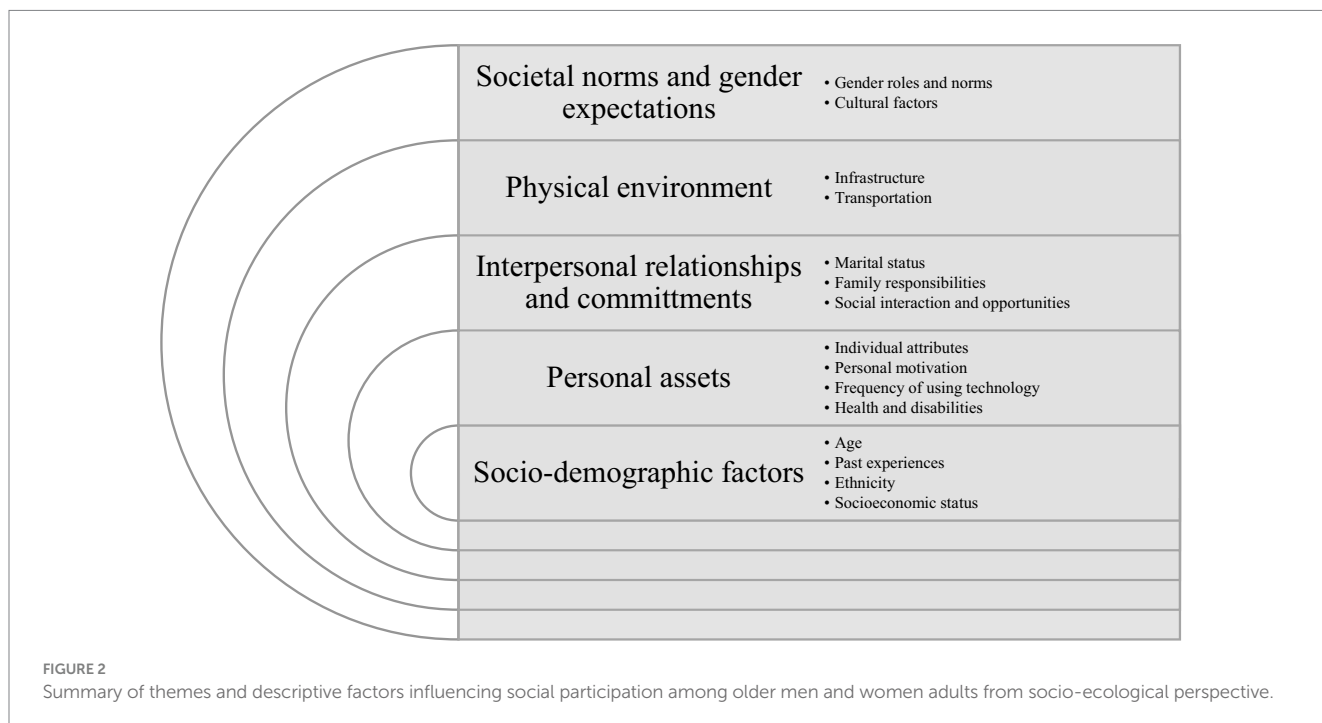 Societal norms and gender
expectations
• Gender roles and norms
• Cultural factors
Physical environment
• Infrastructure
• Transportation
Interpersonal relationships
and committments
• Marital status
• Family responsibilities
• Social interaction and opportunities
Personal assets
• Individual attributes
• Personal motivation
• Frequency of using technology
• Health and disabilities
Socio-demographic factors
• Age
• Past experiences
• Ethnicity
• Socioeconomic status
FIGURE 2
Summary of themes and descriptive factors influencing social participation among older men and women adults from socio-ecological perspective.